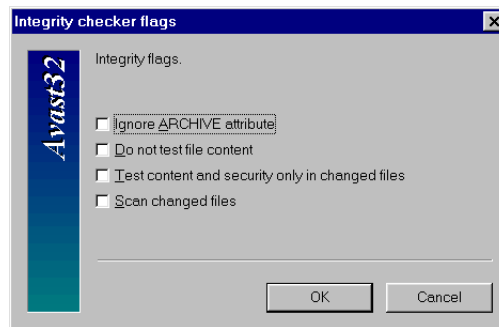 Integrity checker flags
Avast32
Integrity flags.
Ignore ARCHIVE attribute
Do not test file content
Test content and security only in changed files
Scan changed files
OK
Cancel